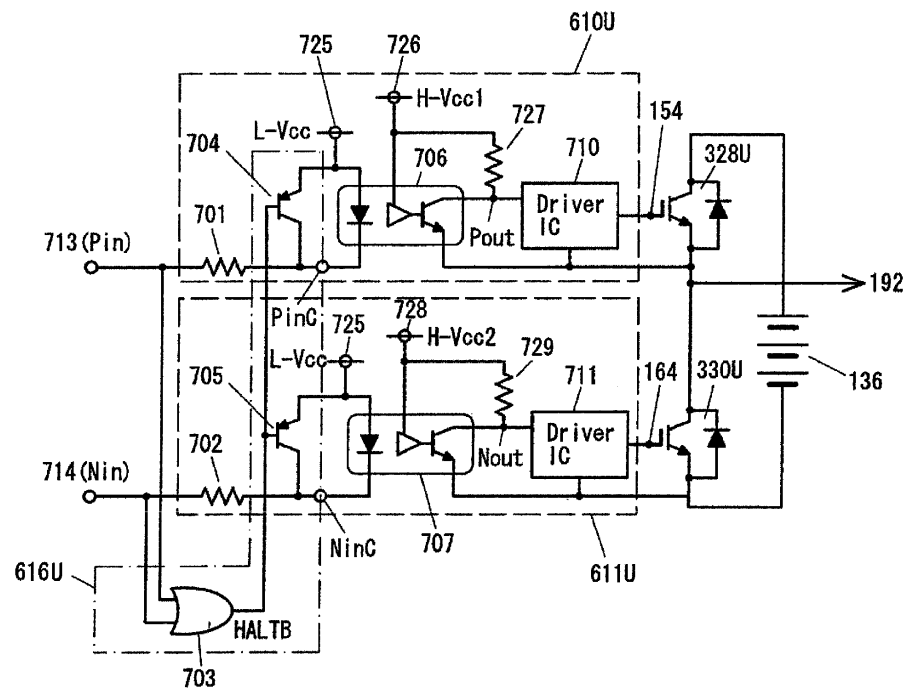 610U
725
726
L-Vcc
H-Vcc1
727
704
706
710
154
328U
701
Driver
IC
713(Pin)
Pout
192
PinC
725
728
H-Vcc2
L-Vcc
729
705
711
164
330U
136
702
Driver
IC
714(Nin)
Nout
NinC
707
611U
616U
HALTB
703